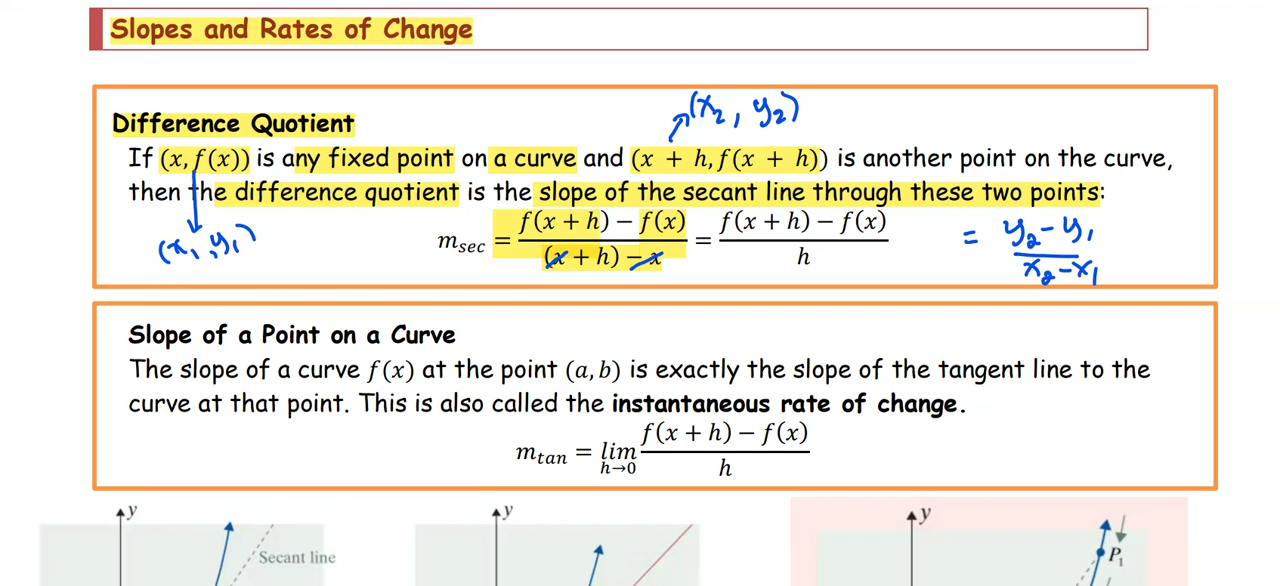 Slopes and Rates of Change
(x₂, y₂)
Difference Quotient
If (x, f(x)) is any fixed point on a curve and (x + h, f(x + h)) is another point on the curve,
then the difference quotient is the slope of the secant line through these two points:
(x₁, y₁)
m_sec = (f(x + h) − f(x))/((x + h) − x) = (f(x + h) − f(x))/h = (y₂ − y₁)/(x₂ − x₁)
Slope of a Point on a Curve
The slope of a curve f(x) at the point (a, b) is exactly the slope of the tangent line to the
curve at that point. This is also called the instantaneous rate of change.
m_tan = lim_{h→0} (f(x + h) − f(x))/h
y
Secant line
y
y
P₁